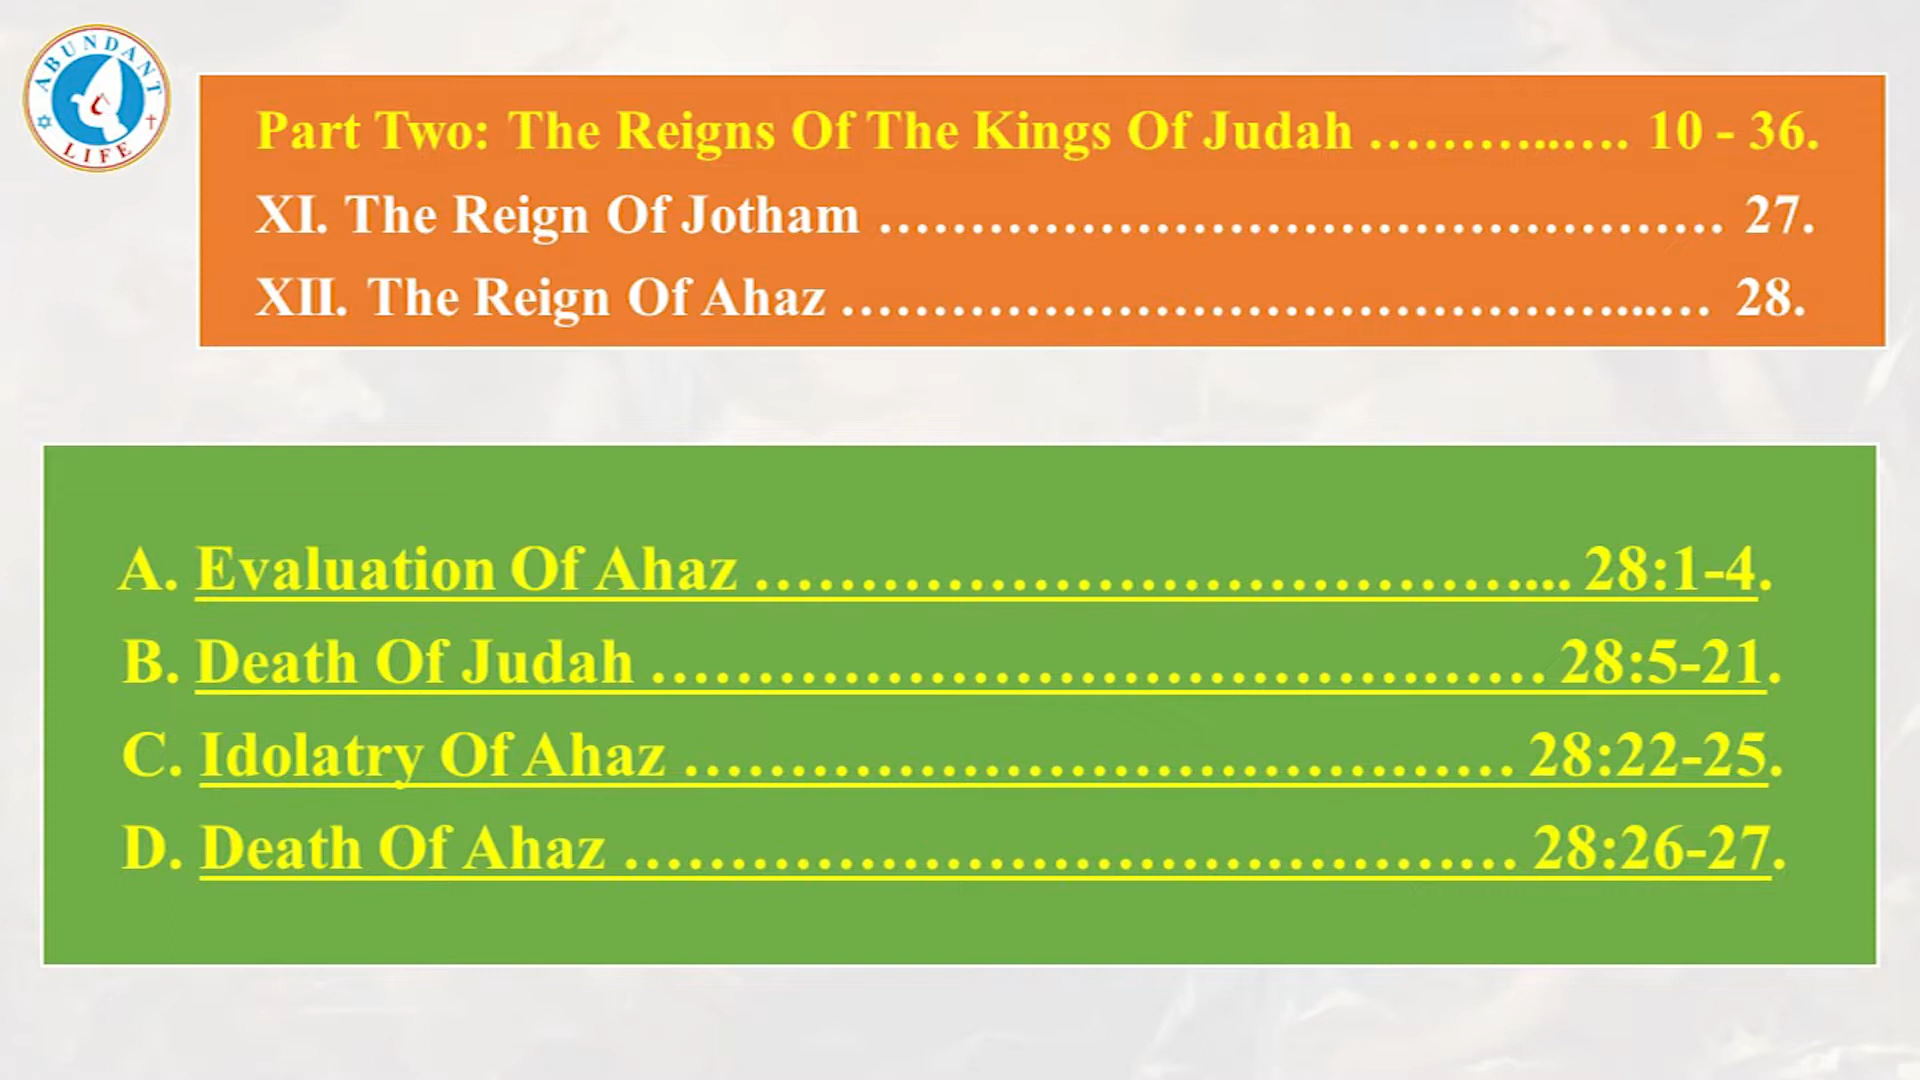 ABUNDANT
LIFE
Part Two: The Reigns Of The Kings Of Judah ………...…. 10 - 36.
XI. The Reign Of Jotham ……………………………………… 27.
XII. The Reign Of Ahaz …………………………………...… 28.
A. Evaluation Of Ahaz ………………………………….... 28:1-4.
B. Death Of Judah …………………………………… 28:5-21.
C. Idolatry Of Ahaz ………………………………… 28:22-25.
D. Death Of Ahaz …………………………………… 28:26-27.